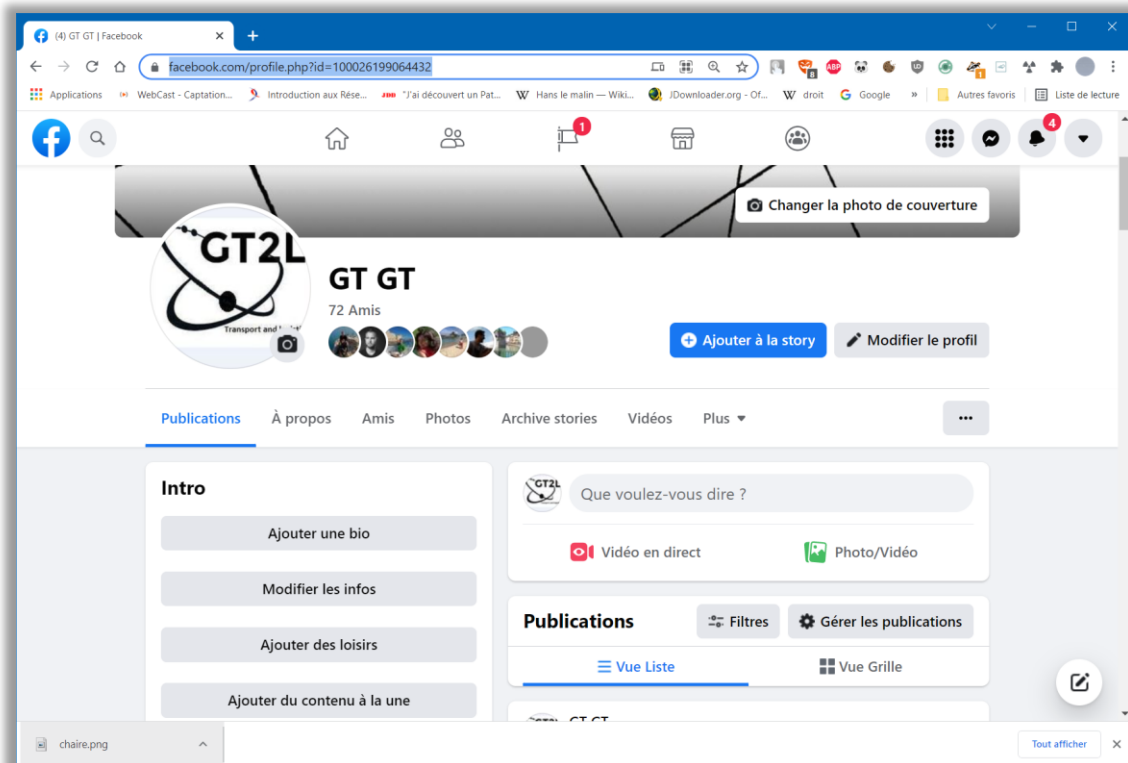 (4) GT GT | Facebook
facebook.com/profile.php?id=100026199064432
8
ABP
1
Applications
WebCast - Captation...
Introduction aux Rése...
"J'ai découvert un Pat...
W Hans le malin — Wiki...
JDownloader.org - Of...
W droit
G Google
»
Autres favoris
Liste de lecture
1
4
Changer la photo de couverture
GT2L
Transport and
GT GT
72 Amis
Ajouter à la story
Modifier le profil
Publications À propos Amis Photos Archive stories Vidéos Plus
Intro
Ajouter une bio
Modifier les infos
Ajouter des loisirs
Ajouter du contenu à la une
GT2L
Que voulez-vous dire ?
Vidéo en direct
Photo/Vidéo
Publications
Filtres
Gérer les publications
Vue Liste
Vue Grille
GT GT
chaire.png
Tout afficher